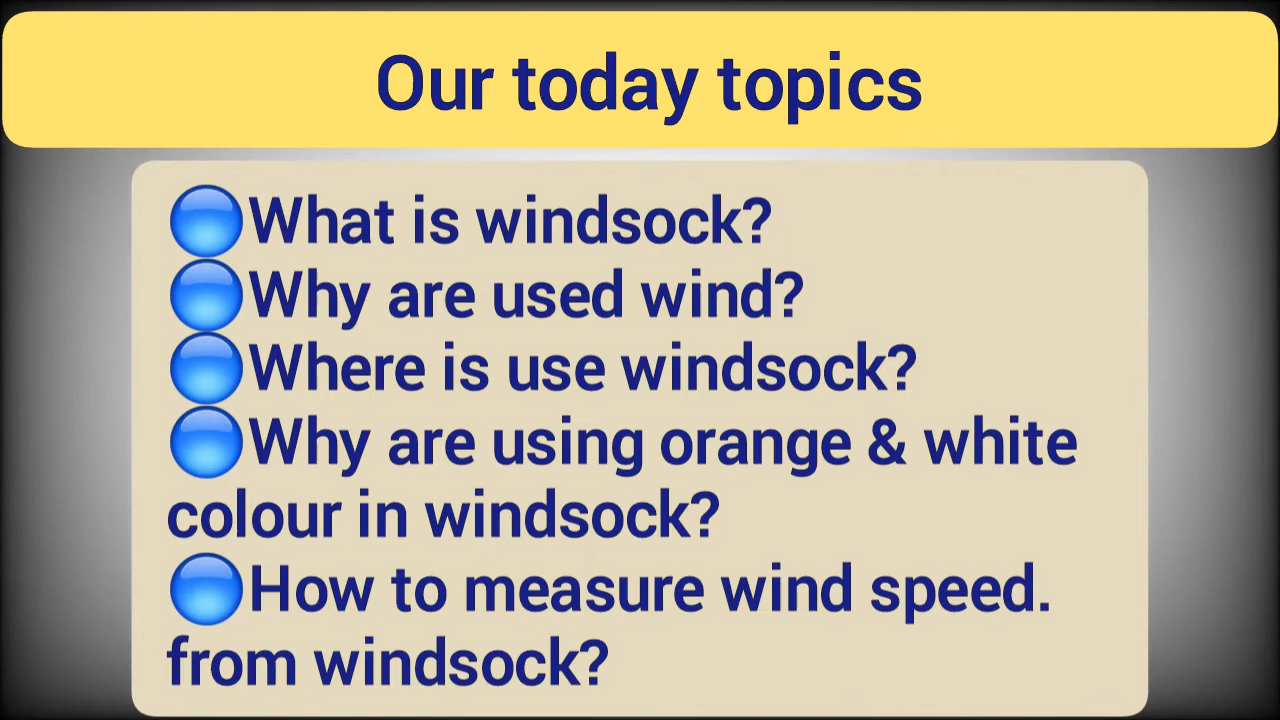 Our today topics
🔵What is windsock?
🔵Why are used wind?
🔵Where is use windsock?
🔵Why are using orange & white
colour in windsock?
🔵How to measure wind speed.
from windsock?